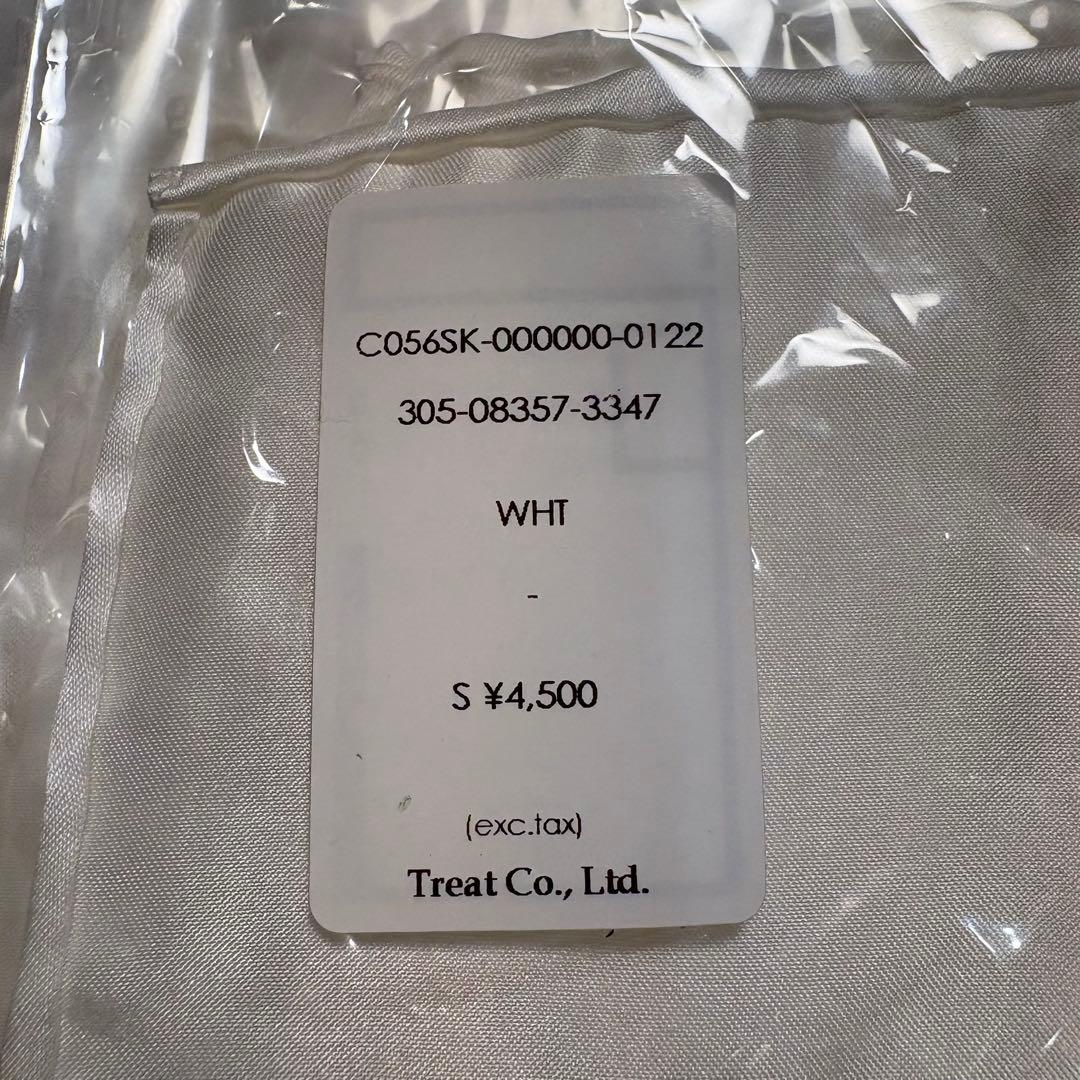 C056SK-000000-0122
305-08357-3347
WHT
-
S ¥4,500
(exc.tax)
Treat Co., Ltd.